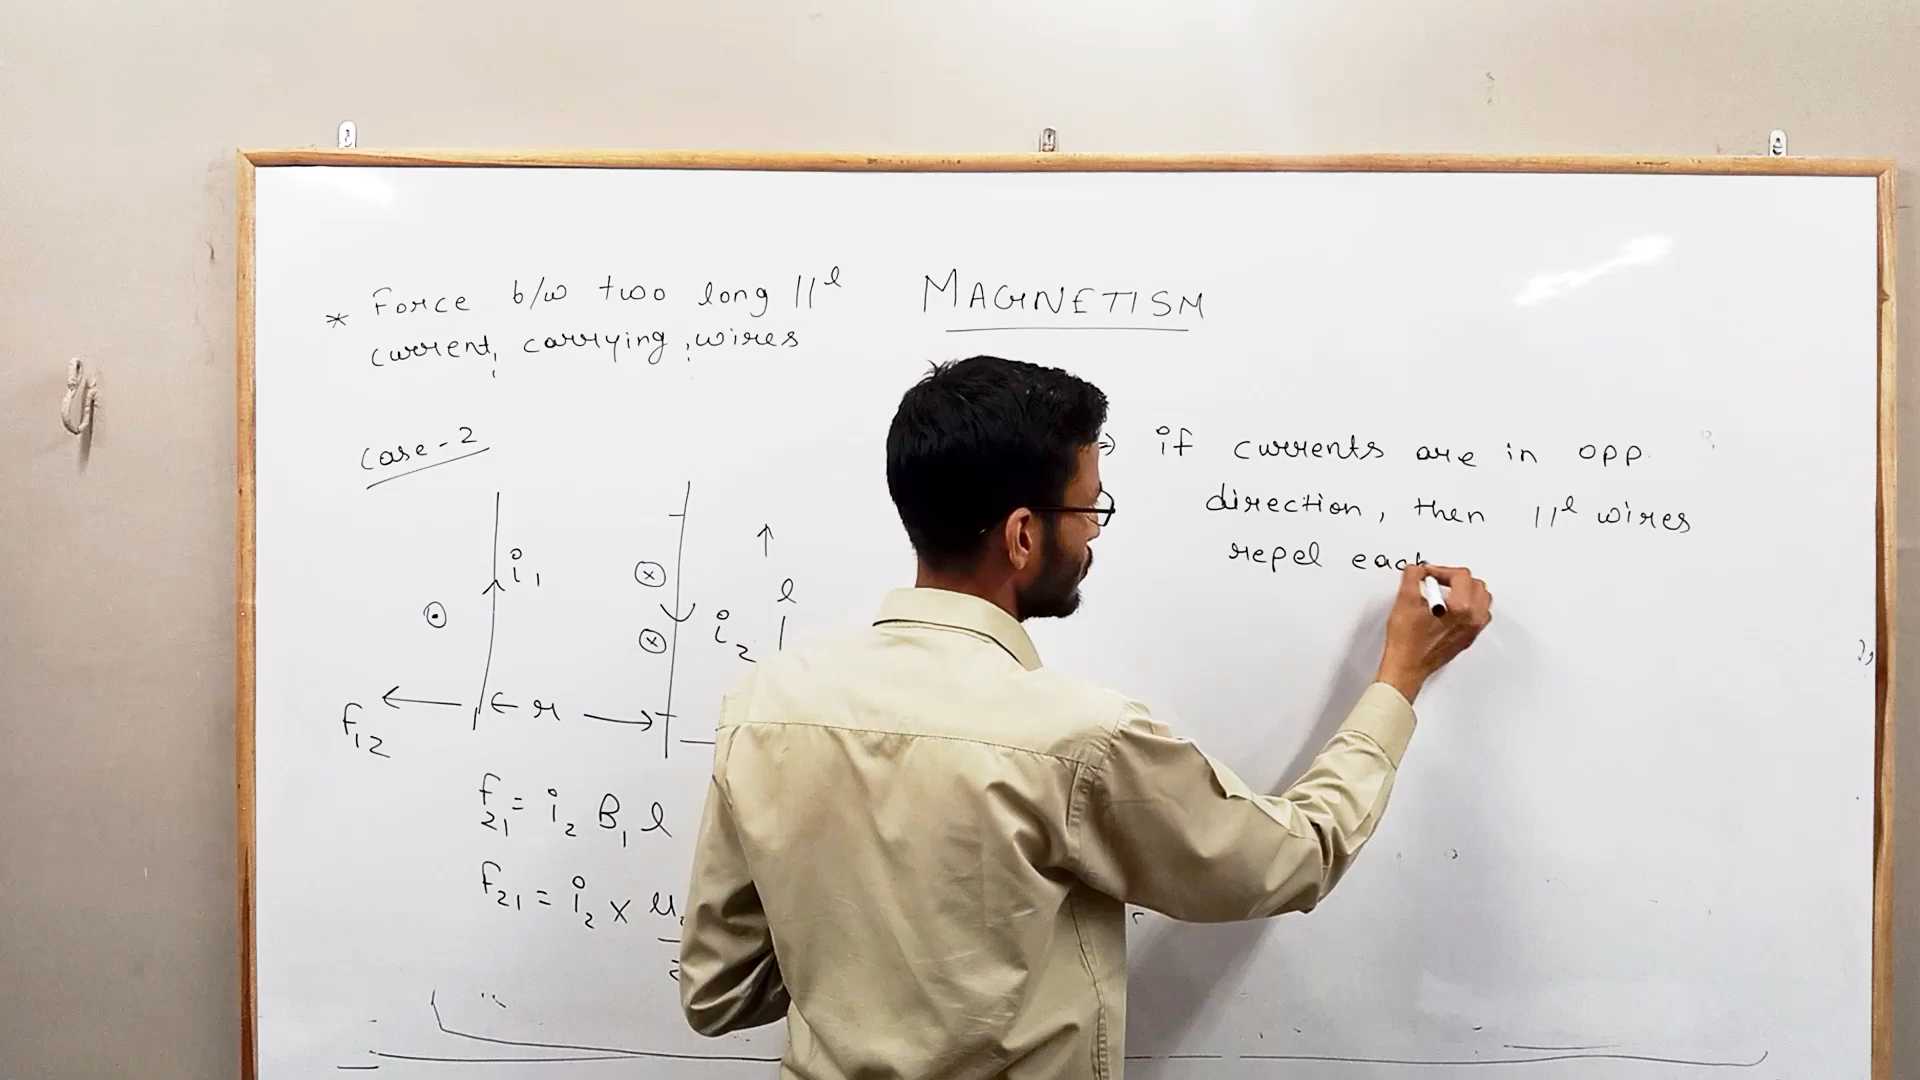 MAGNETISM
* Force b/w two long ||l
current carrying wires
Case-2
i1
⊙
⊗
⊗
i2
l
F12
r
F21 = i2 B1 l
F21 = i2 x μ
⇒ if currents are in opp.
direction, then ||l wires
repel each